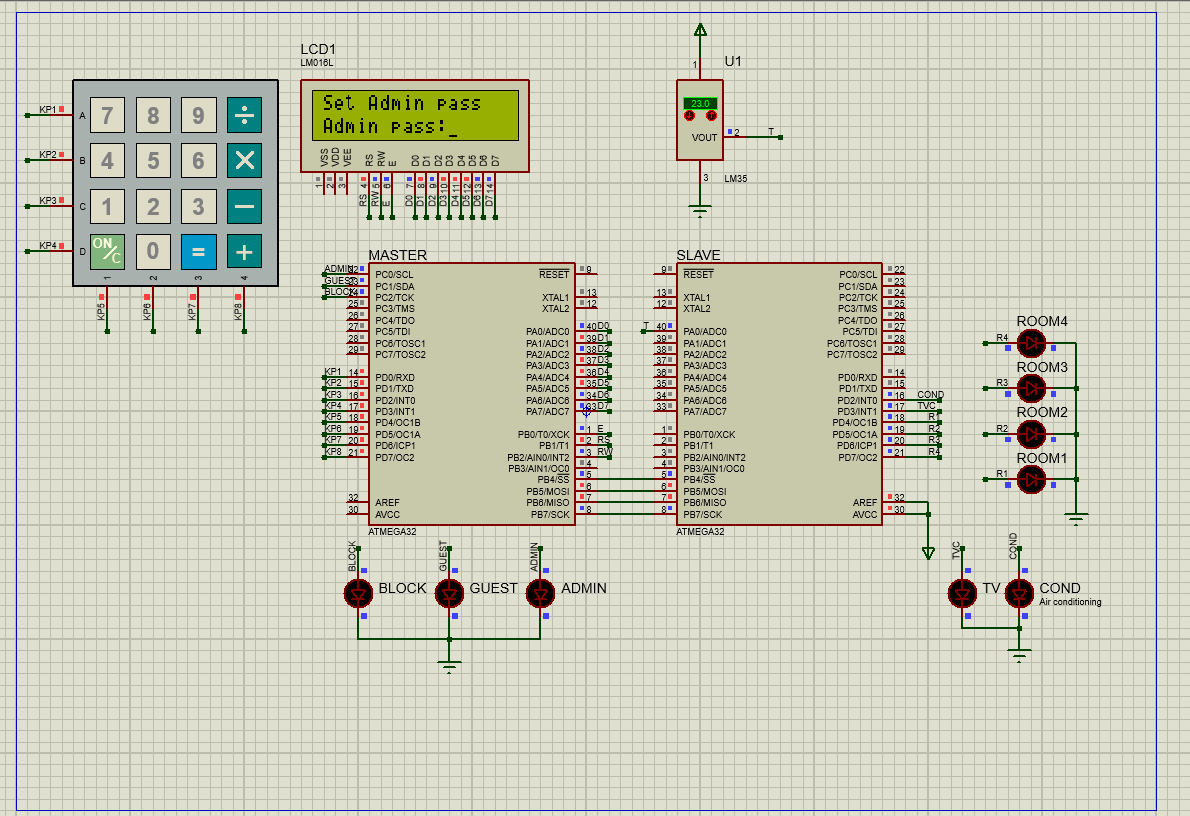 LCD1
LM016L
Set Admin pass
Admin pass:_
VSS VDD VEE RS RW E D0 D1 D2 D3 D4 D5 D6 D7
1 2 3 4 5 6 7 8 9 10 11 12 13 14
RS RW E D0 D1 D2 D3 D4 D5 D6 D7
KP1 A 7 8 9 ÷
KP2 B 4 5 6 ×
KP3 C 1 2 3 −
KP4 D ON/C 0 = +
1 2 3 4
KP5 KP6 KP7 KP8
U1
1
23.0
VOUT 2 T
3
LM35
MASTER
ADMIN 22 PC0/SCL RESET 9
GUEST 23 PC1/SDA
BLOCK 24 PC2/TCK XTAL1 13
25 PC3/TMS XTAL2 12
26 PC4/TDO
27 PC5/TDI PA0/ADC0 40 D0
28 PC6/TOSC1 PA1/ADC1 39 D1
29 PC7/TOSC2 PA2/ADC2 38 D2
PA3/ADC3 37 D3
KP1 14 PD0/RXD PA4/ADC4 36 D4
KP2 15 PD1/TXD PA5/ADC5 35 D5
KP3 16 PD2/INT0 PA6/ADC6 34 D6
KP4 17 PD3/INT1 PA7/ADC7 33 D7
KP5 18 PD4/OC1B
KP6 19 PD5/OC1A PB0/T0/XCK 1 E
KP7 20 PD6/ICP1 PB1/T1 2 RS
KP8 21 PD7/OC2 PB2/AIN0/INT2 3 RW
PB3/AIN1/OC0 4
PB4/SS 5
PB5/MOSI 6
32 AREF PB6/MISO 7
30 AVCC PB7/SCK 8
ATMEGA32
SLAVE
9 RESET PC0/SCL 22
PC1/SDA 23
13 XTAL1 PC2/TCK 24
12 XTAL2 PC3/TMS 25
PC4/TDO 26
T 40 PA0/ADC0 PC5/TDI 27
39 PA1/ADC1 PC6/TOSC1 28
38 PA2/ADC2 PC7/TOSC2 29
37 PA3/ADC3
36 PA4/ADC4 PD0/RXD 14
35 PA5/ADC5 PD1/TXD 15
34 PA6/ADC6 PD2/INT0 16 COND
33 PA7/ADC7 PD3/INT1 17 TVC
PD4/OC1B 18 R1
1 PB0/T0/XCK PD5/OC1A 19 R2
2 PB1/T1 PD6/ICP1 20 R3
3 PB2/AIN0/INT2 PD7/OC2 21 R4
4 PB3/AIN1/OC0
5 PB4/SS
6 PB5/MOSI
7 PB6/MISO AREF 32
8 PB7/SCK AVCC 30
ATMEGA32
ROOM4
R4
ROOM3
R3
ROOM2
R2
ROOM1
R1
BLOCK GUEST ADMIN
BLOCK GUEST ADMIN
TVC COND
TV COND
Air conditioning